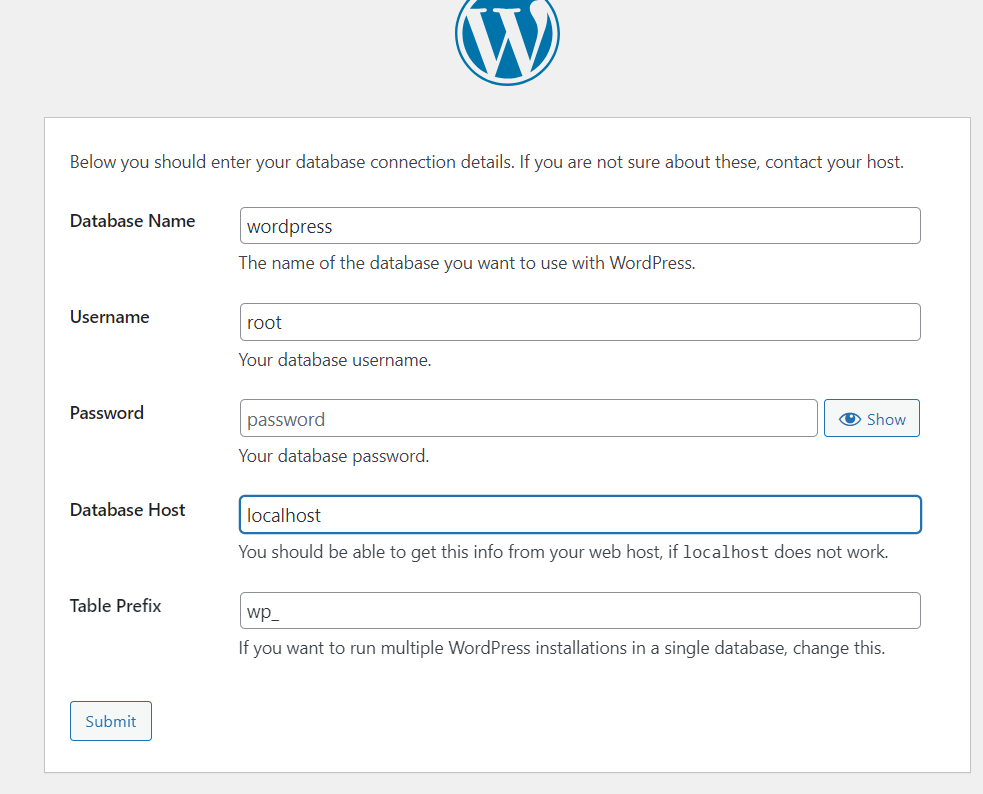 Below you should enter your database connection details. If you are not sure about these, contact your host.
Database Name
wordpress
The name of the database you want to use with WordPress.
Username
root
Your database username.
Password
password
Show
Your database password.
Database Host
localhost
You should be able to get this info from your web host, if localhost does not work.
Table Prefix
wp_
If you want to run multiple WordPress installations in a single database, change this.
Submit